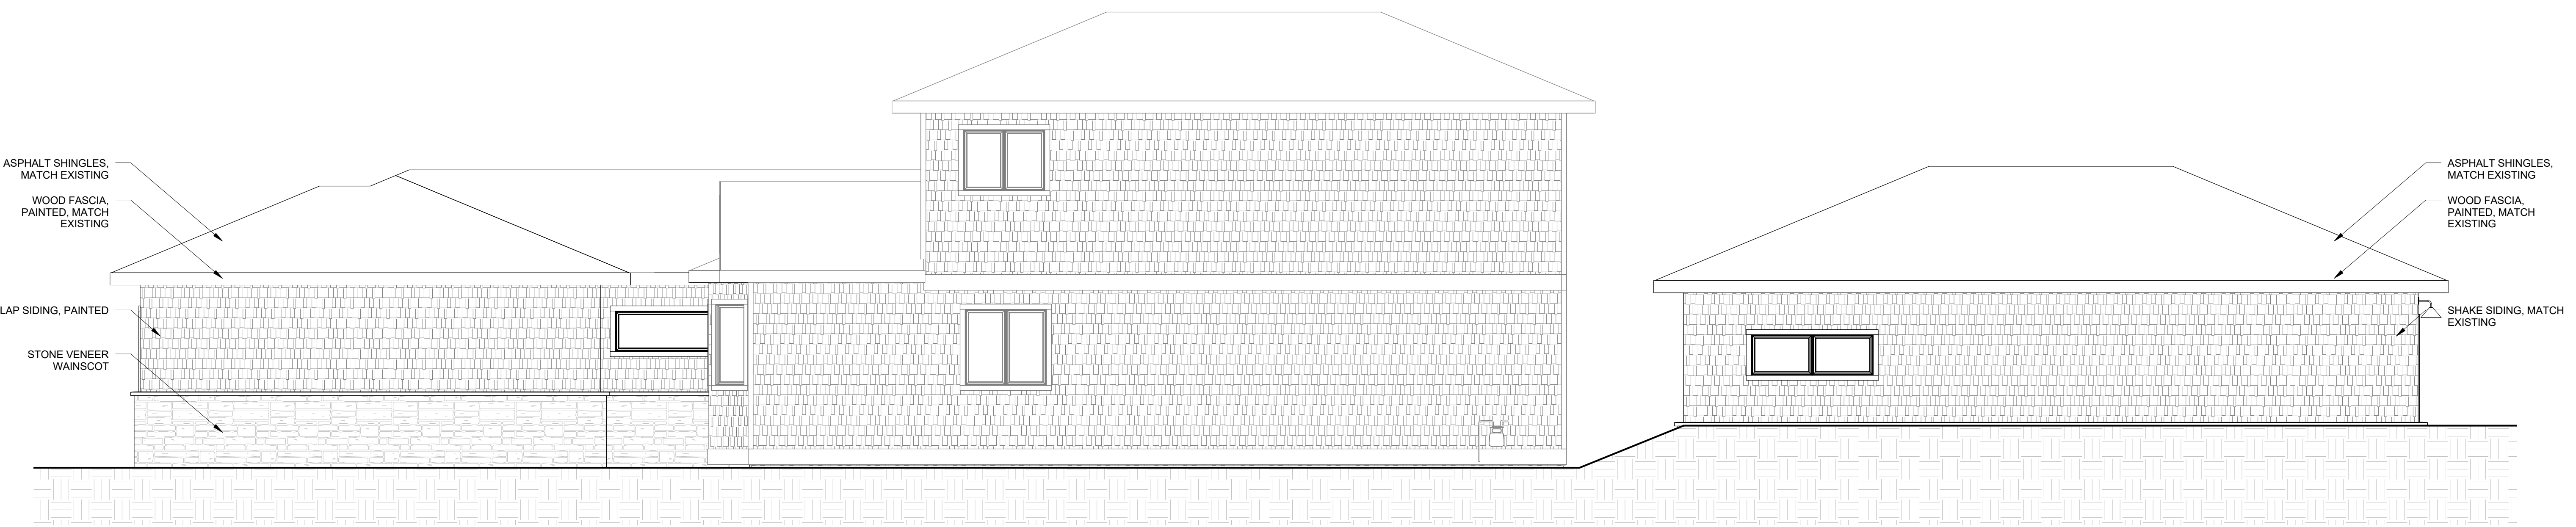 ASPHALT SHINGLES,
MATCH EXISTING
WOOD FASCIA,
PAINTED, MATCH
EXISTING
LAP SIDING, PAINTED
STONE VENEER
WAINSCOT
ASPHALT SHINGLES,
MATCH EXISTING
WOOD FASCIA,
PAINTED, MATCH
EXISTING
SHAKE SIDING, MATCH
EXISTING